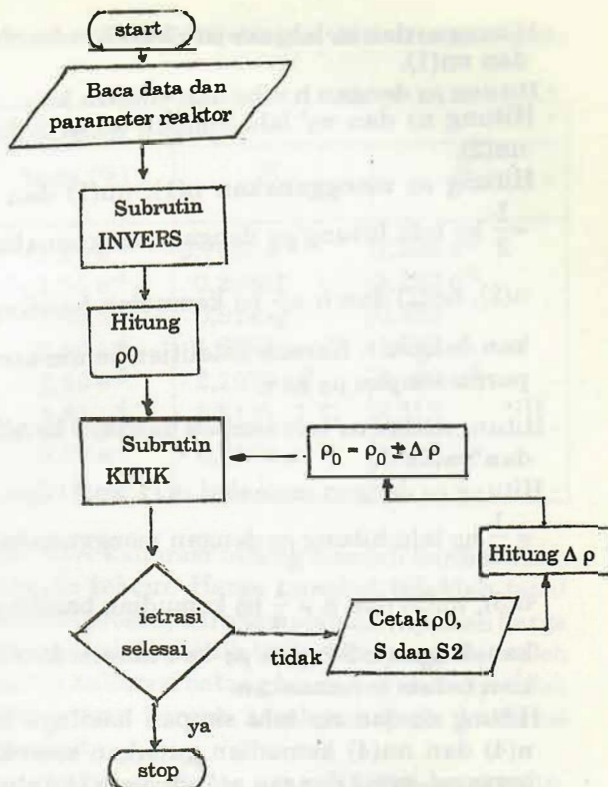 start
Baca data dan
parameter reaktor
Subrutin
INVERS
Hitung
ρ0
Subrutin
KITIK
ρ₀ - ρ₀ ± Δ ρ
Hitung Δ ρ
letrasi
selesai
tidak
Cetak ρ0,
S dan S2
ya
stop